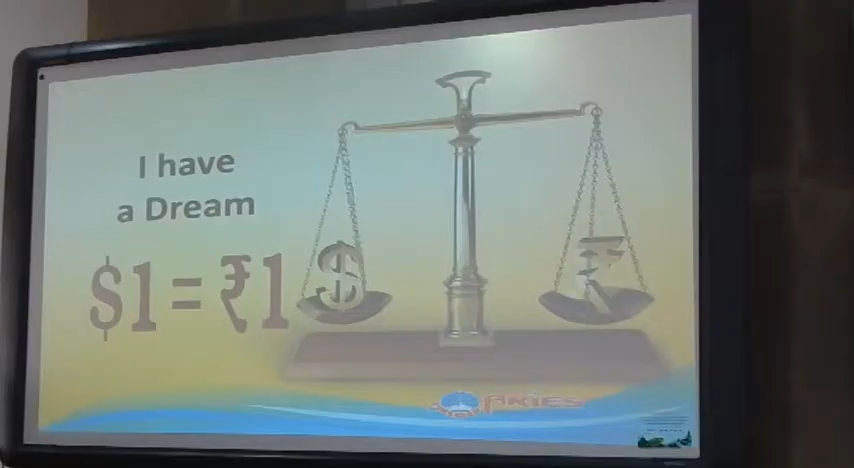 I have
a Dream
$1 = ₹1
$
₹